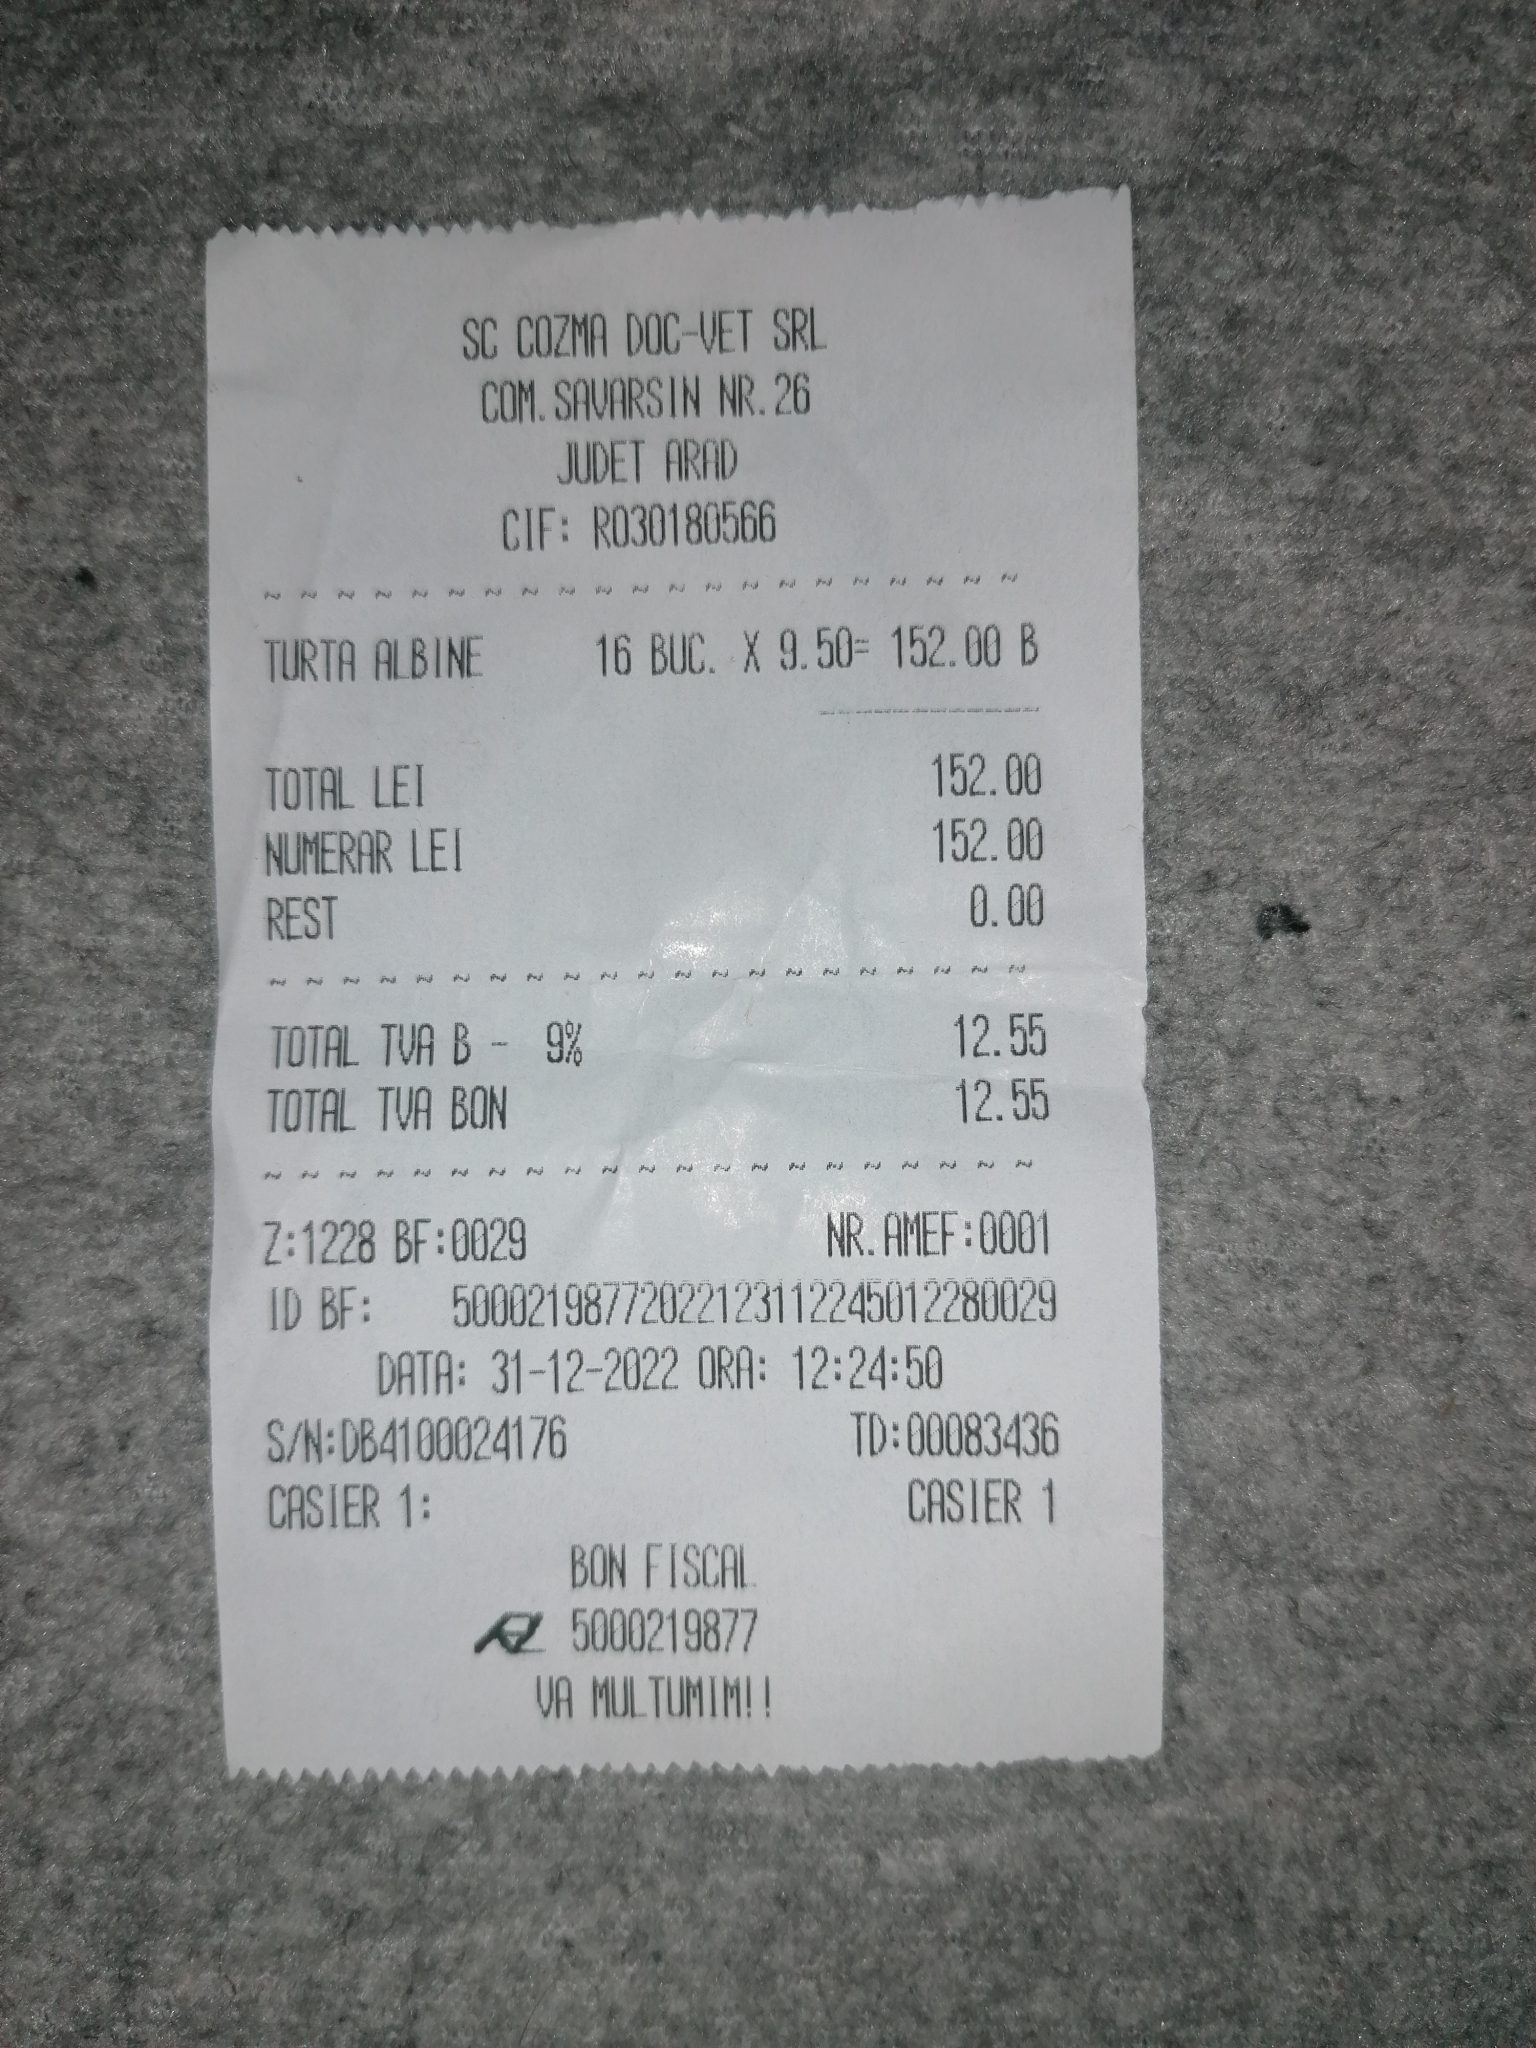 SC COZMA DOC-VET SRL
COM.SAVARSIN NR.26
JUDET ARAD
CIF: RO30180566
~ ~ ~ ~ ~ ~ ~ ~ ~ ~ ~ ~ ~ ~ ~ ~ ~ ~ ~ ~ ~
TURTA ALBINE 16 BUC. X 9.50= 152.00 B
------------
TOTAL LEI 152.00
NUMERAR LEI 152.00
REST 0.00
~ ~ ~ ~ ~ ~ ~ ~ ~ ~ ~ ~ ~ ~ ~ ~ ~ ~ ~ ~ ~
TOTAL TVA B - 9% 12.55
TOTAL TVA BON 12.55
~ ~ ~ ~ ~ ~ ~ ~ ~ ~ ~ ~ ~ ~ ~ ~ ~ ~ ~ ~ ~
Z:1228 BF:0029 NR.AMEF:0001
ID BF: 50002198772022123112245012280029
DATA: 31-12-2022 ORA: 12:24:50
S/N:DB4100024176 TD:00083436
CASIER 1: CASIER 1
BON FISCAL
5000219877
VA MULTUMIM!!